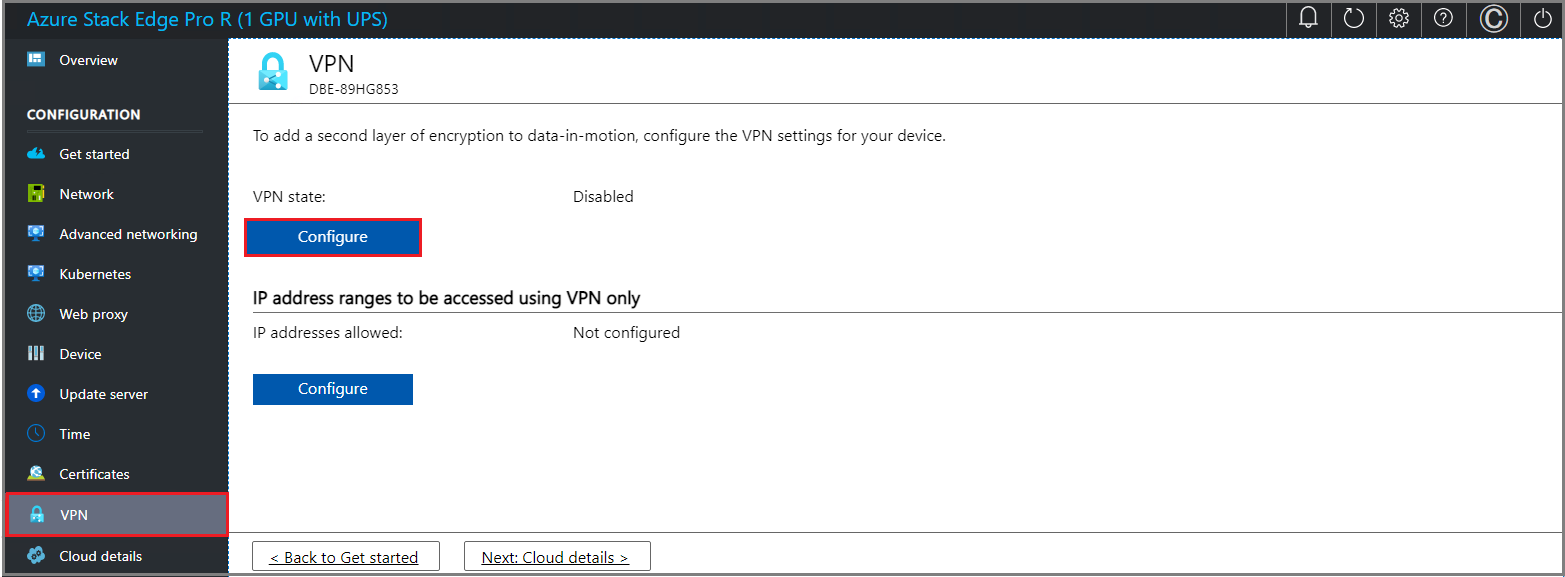 Azure Stack Edge Pro R (1 GPU with UPS)
Overview
CONFIGURATION
Get started
Network
Advanced networking
Kubernetes
Web proxy
Device
Update server
Time
Certificates
VPN
Cloud details
VPN
DBE-89HG853
To add a second layer of encryption to data-in-motion, configure the VPN settings for your device.
VPN state: Disabled
Configure
IP address ranges to be accessed using VPN only
IP addresses allowed: Not configured
Configure
< Back to Get started
Next: Cloud details >